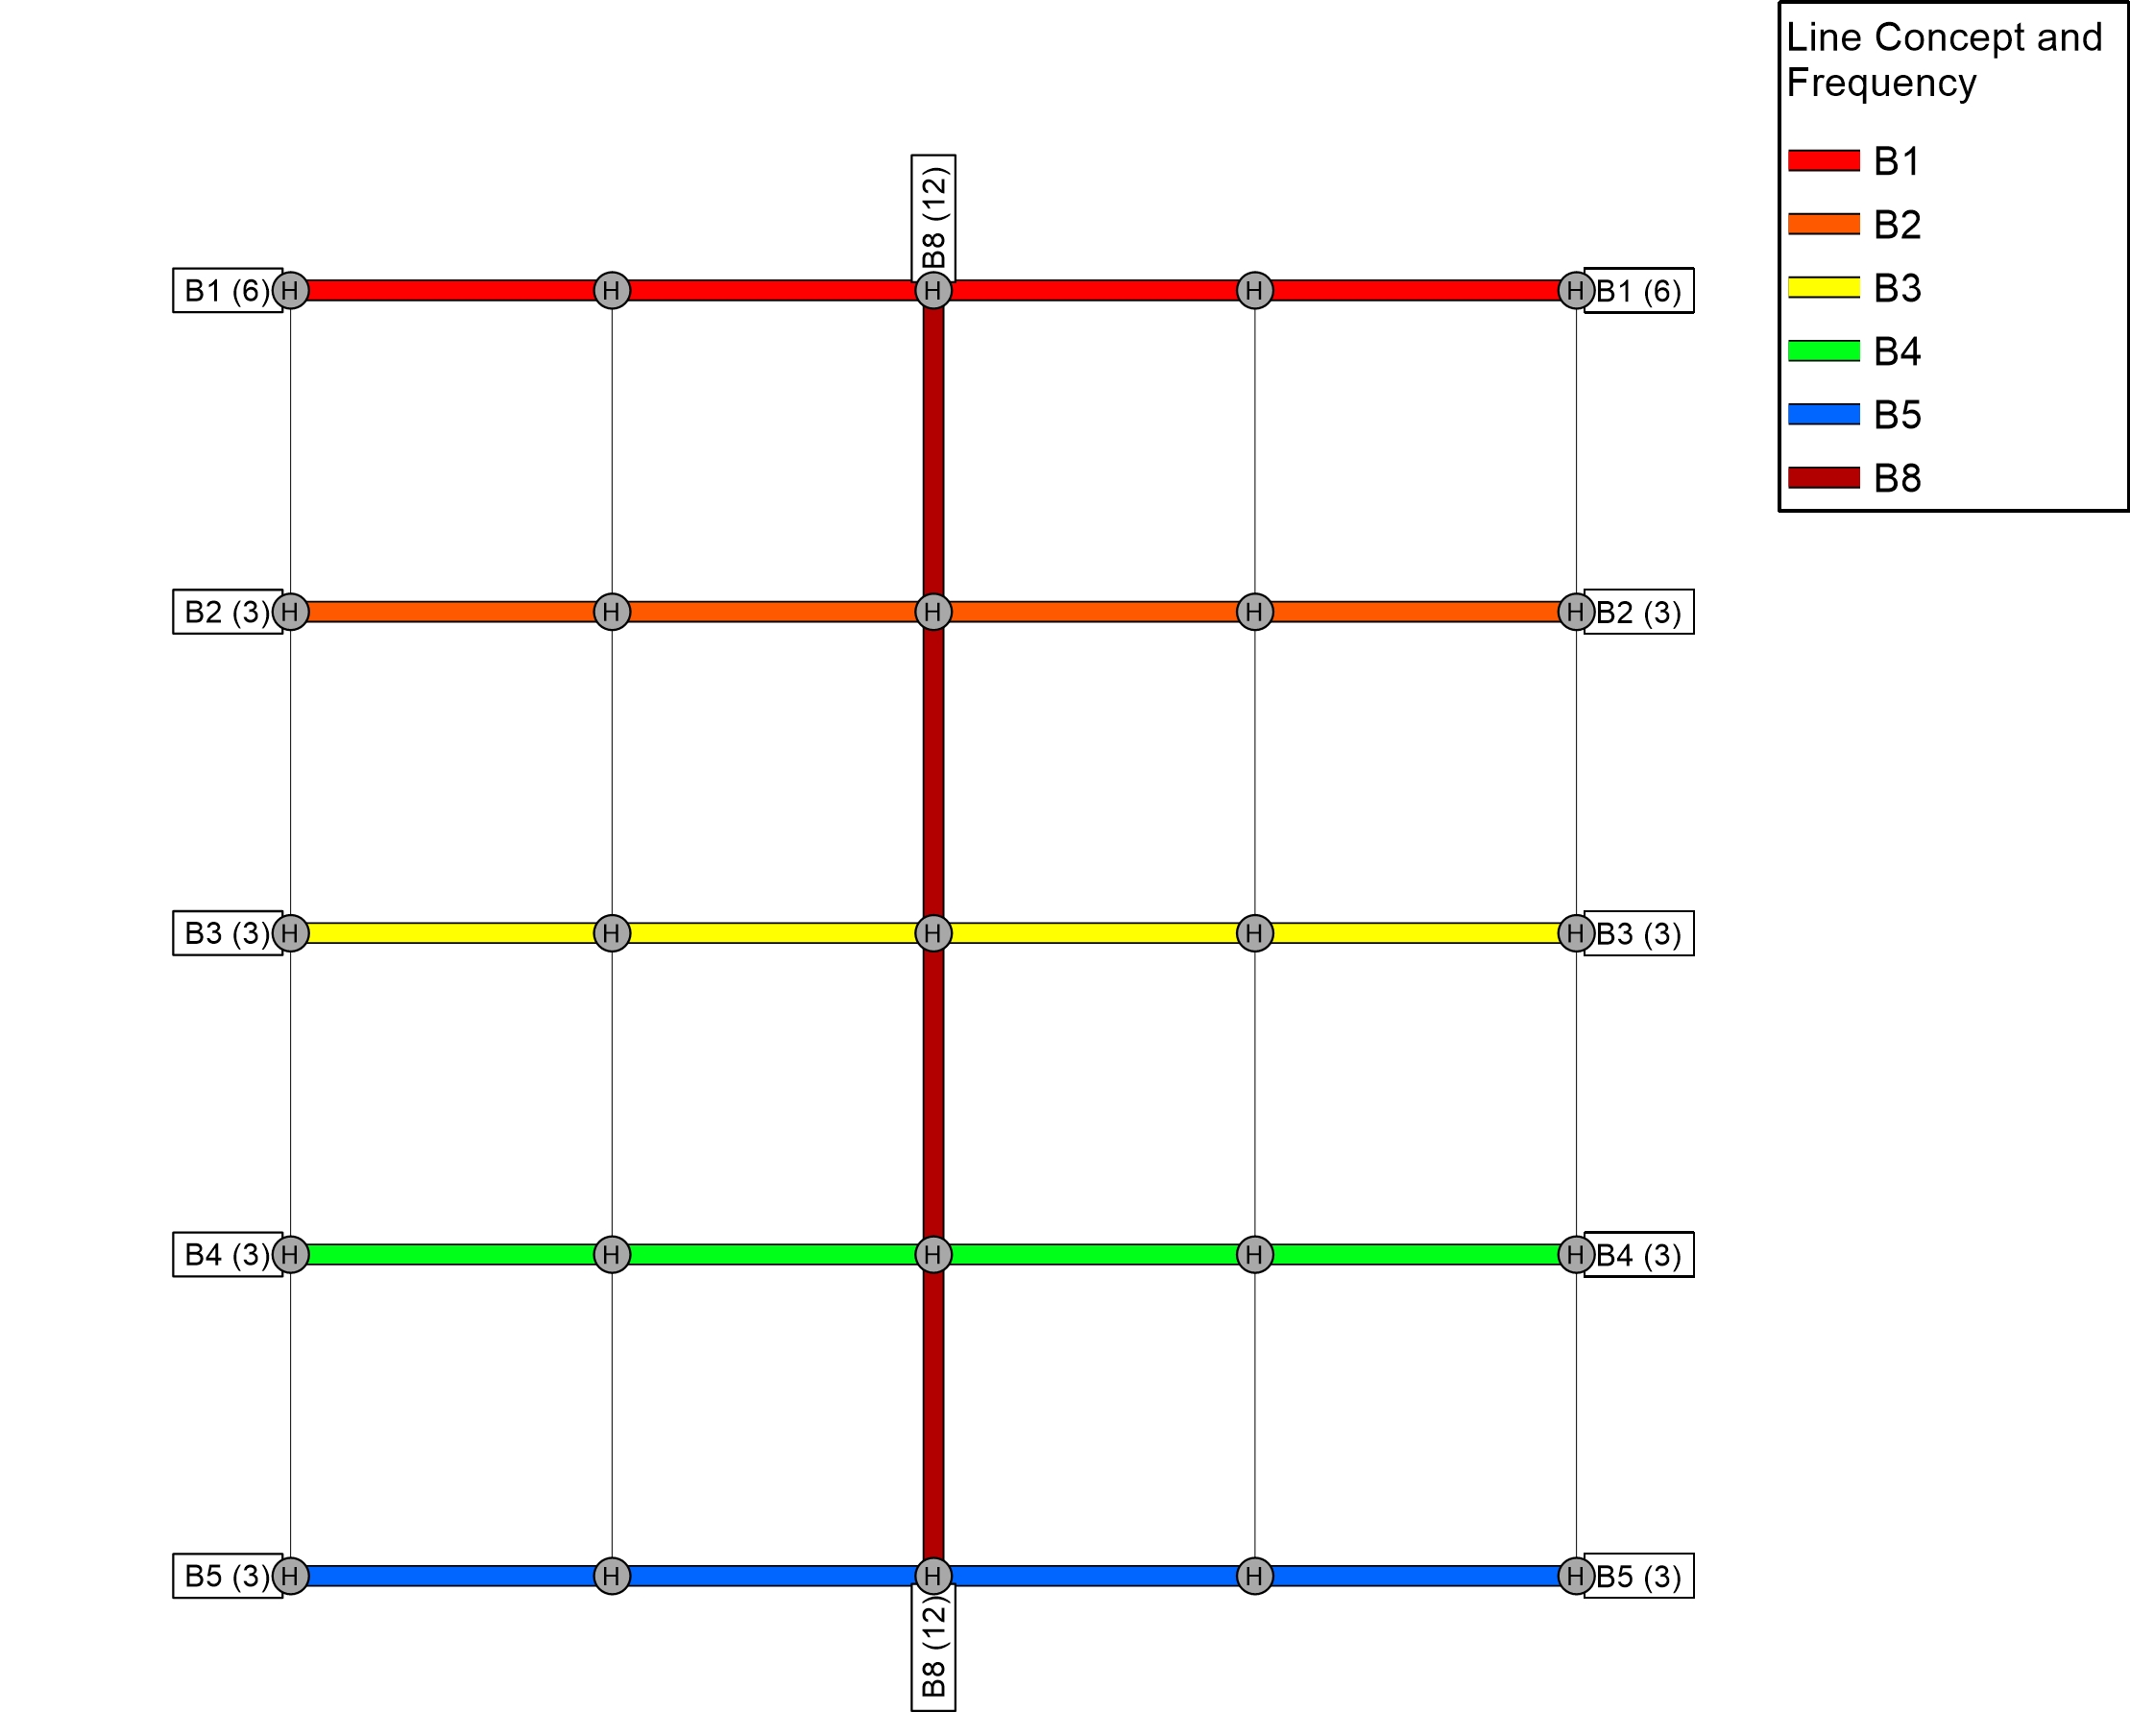 Line Concept and
Frequency
B1
B2
B3
B4
B5
B8
B8 (12)
B1 (6) H H H H H B1 (6)
B2 (3) H H H H H B2 (3)
B3 (3) H H H H H B3 (3)
B4 (3) H H H H H B4 (3)
B5 (3) H H H H H B5 (3)
B8 (12)